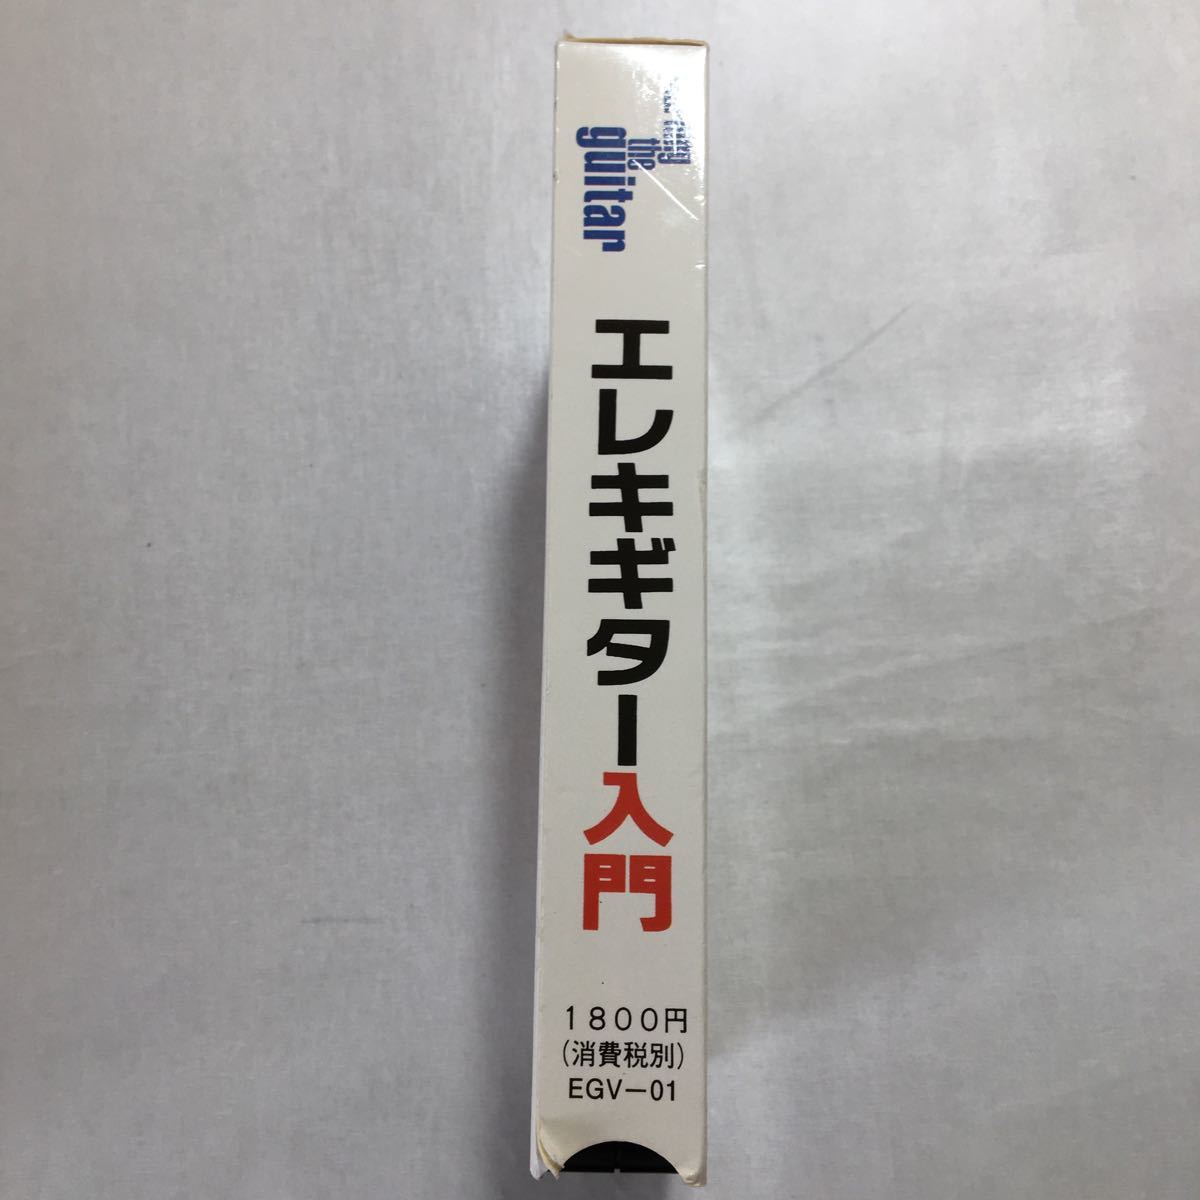 the
guitar
エレキギター入門
1800円
(消費税別)
EGV-01